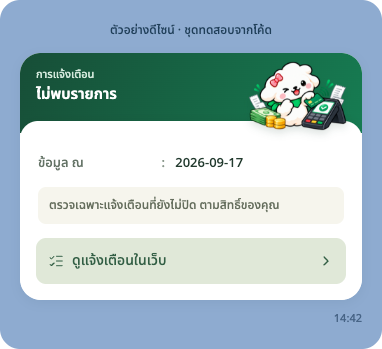 ตัวอย่างดีไซน์ · ชุดทดสอบจากโค้ด
การแจ้งเตือน
ไม่พบรายการ
ข้อมูล ณ : 2026-09-17
ตรวจเฉพาะแจ้งเตือนที่ยังไม่ปิด ตามสิทธิ์ของคุณ
ดูแจ้งเตือนในเว็บ
14:42